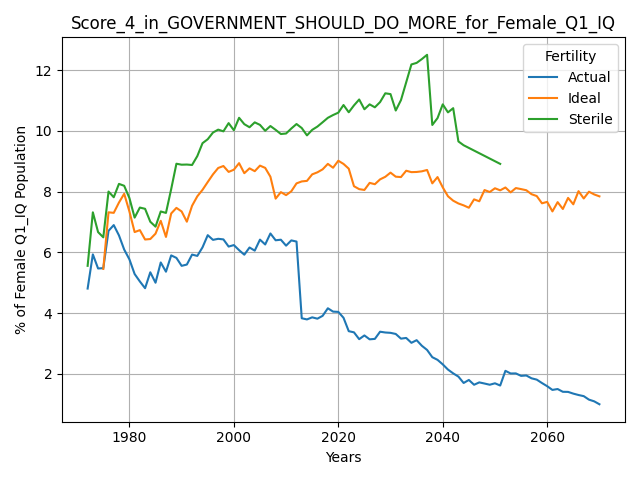 Score_4_in_GOVERNMENT_SHOULD_DO_MORE_for_Female_Q1_IQ
Fertility
Actual
Ideal
Sterile
% of Female Q1_IQ Population
12
10
8
6
4
2
1980 2000 2020 2040 2060
Years